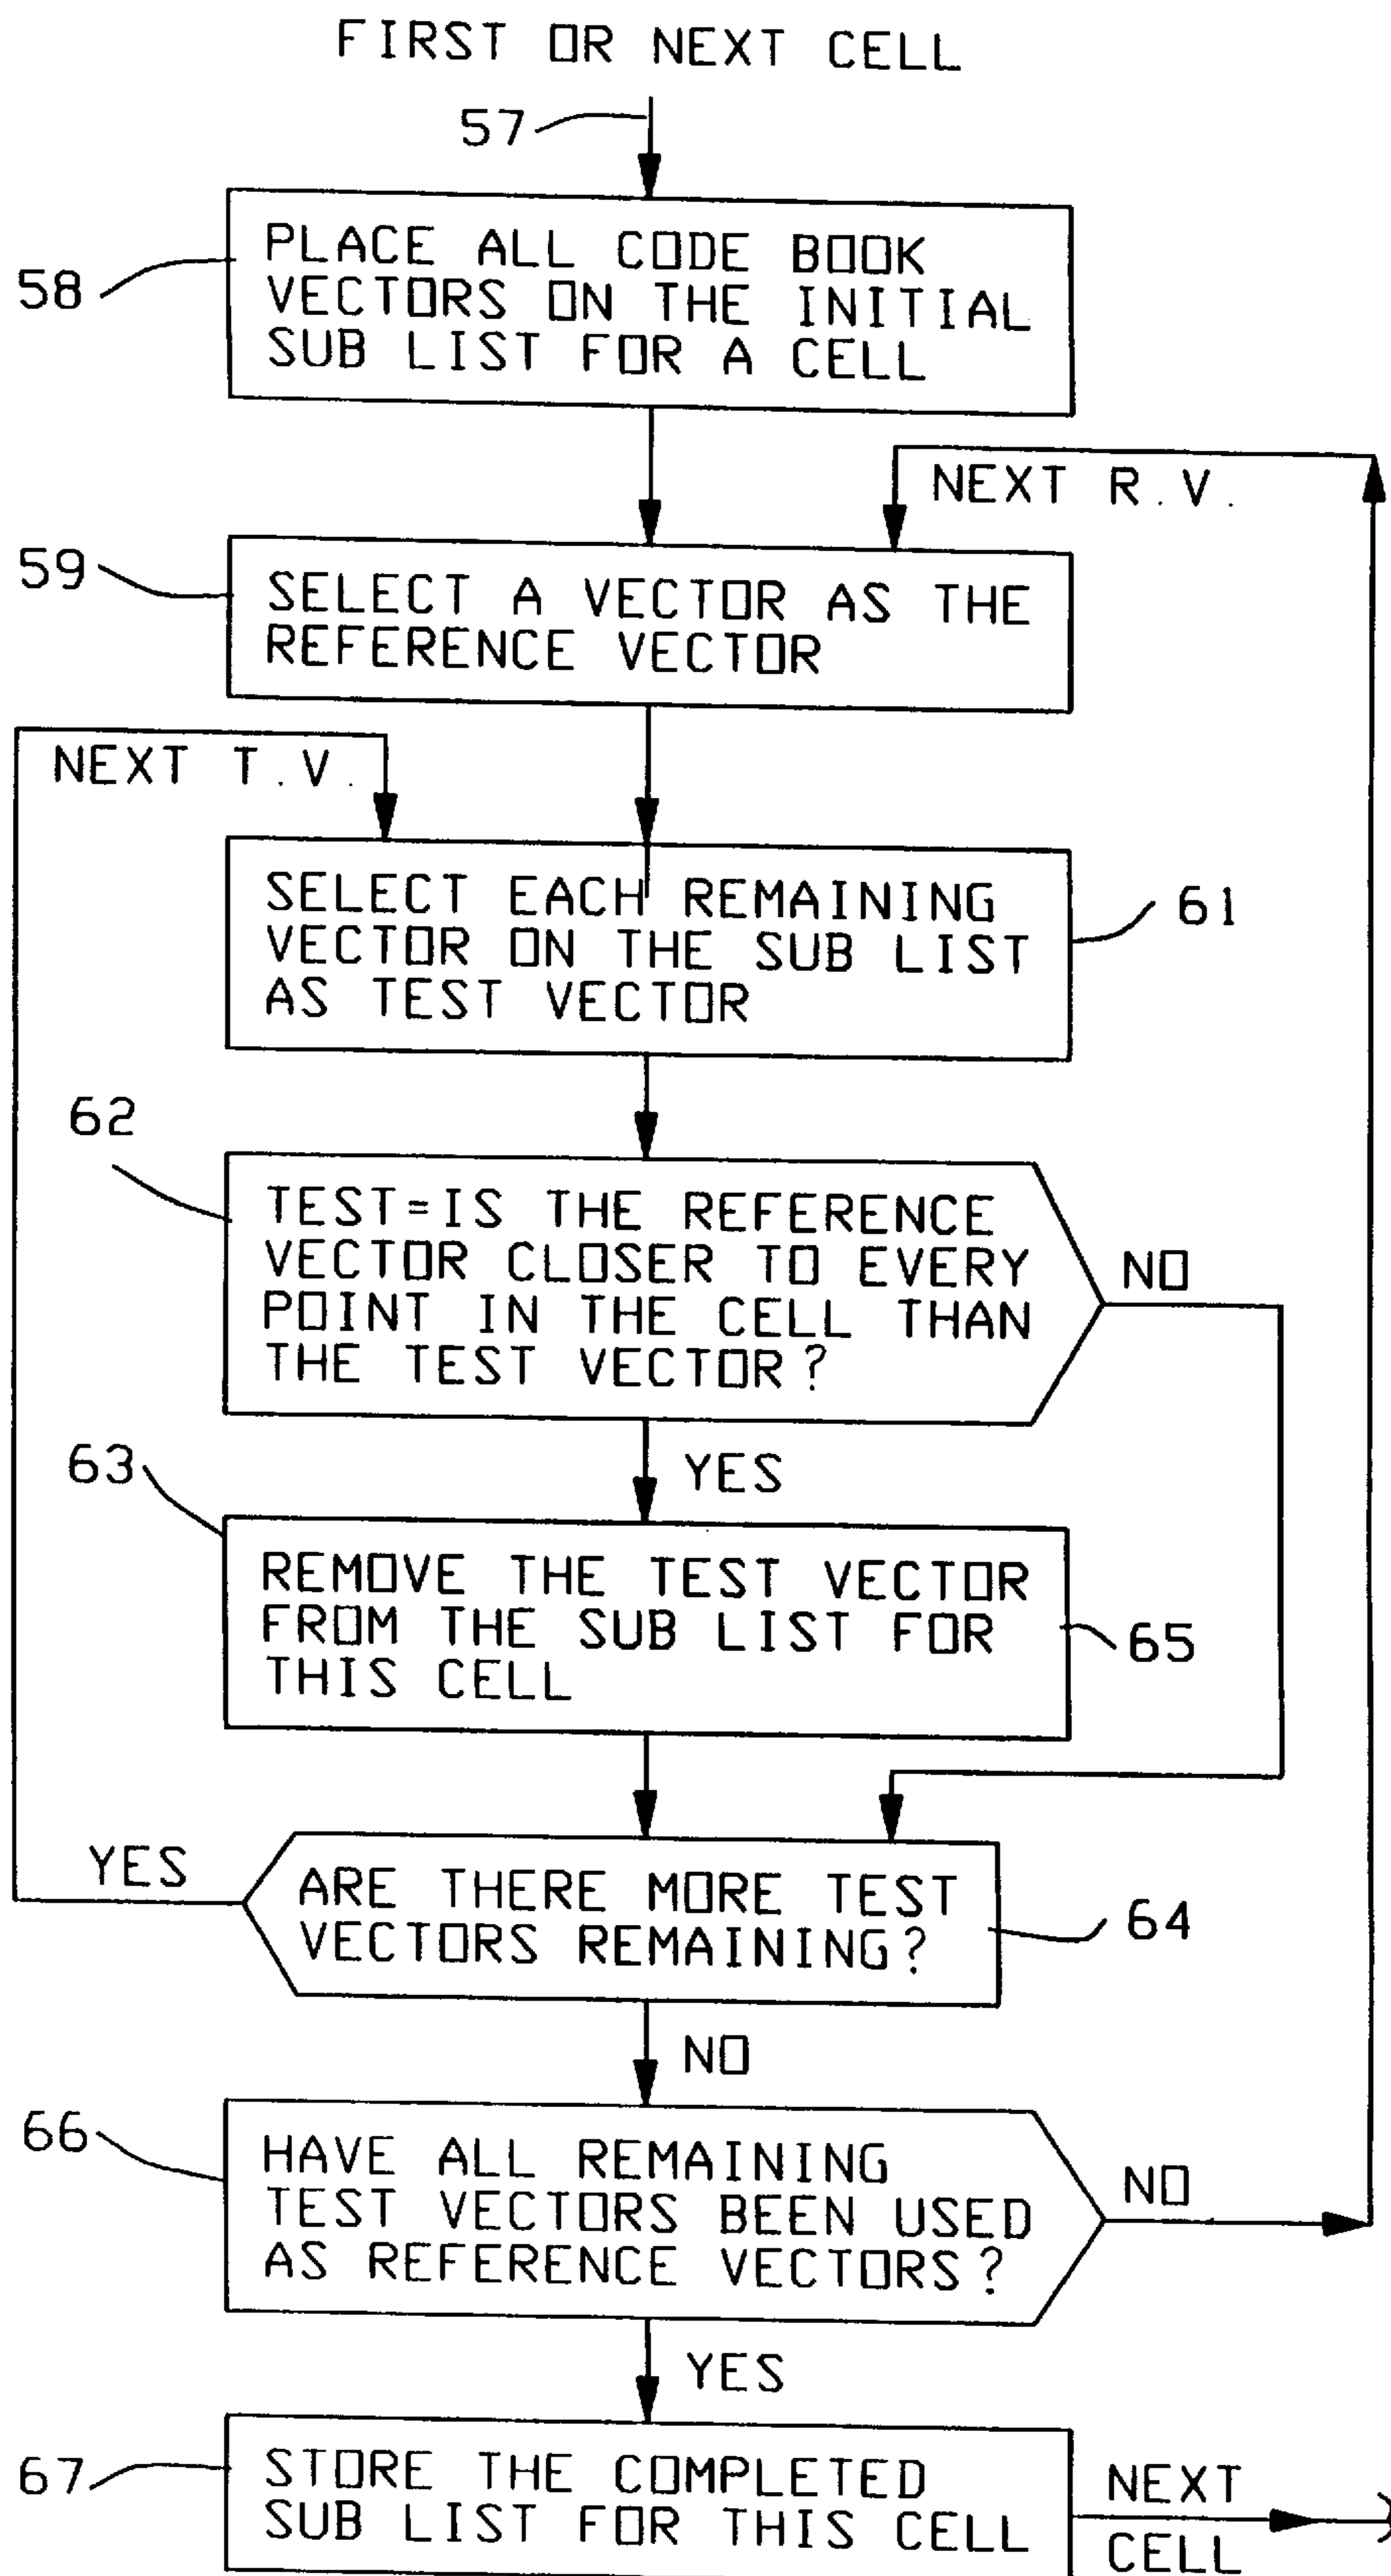 FIRST OR NEXT CELL
57
58
PLACE ALL CODE BOOK
VECTORS ON THE INITIAL
SUB LIST FOR A CELL
NEXT R.V.
59
SELECT A VECTOR AS THE
REFERENCE VECTOR
NEXT T.V.
SELECT EACH REMAINING
VECTOR ON THE SUB LIST
AS TEST VECTOR
61
62
TEST=IS THE REFERENCE
VECTOR CLOSER TO EVERY
POINT IN THE CELL THAN
THE TEST VECTOR?
NO
YES
63
REMOVE THE TEST VECTOR
FROM THE SUB LIST FOR
THIS CELL
65
YES
ARE THERE MORE TEST
VECTORS REMAINING?
64
NO
66
HAVE ALL REMAINING
TEST VECTORS BEEN USED
AS REFERENCE VECTORS?
NO
YES
67
STORE THE COMPLETED
SUB LIST FOR THIS CELL
NEXT
CELL